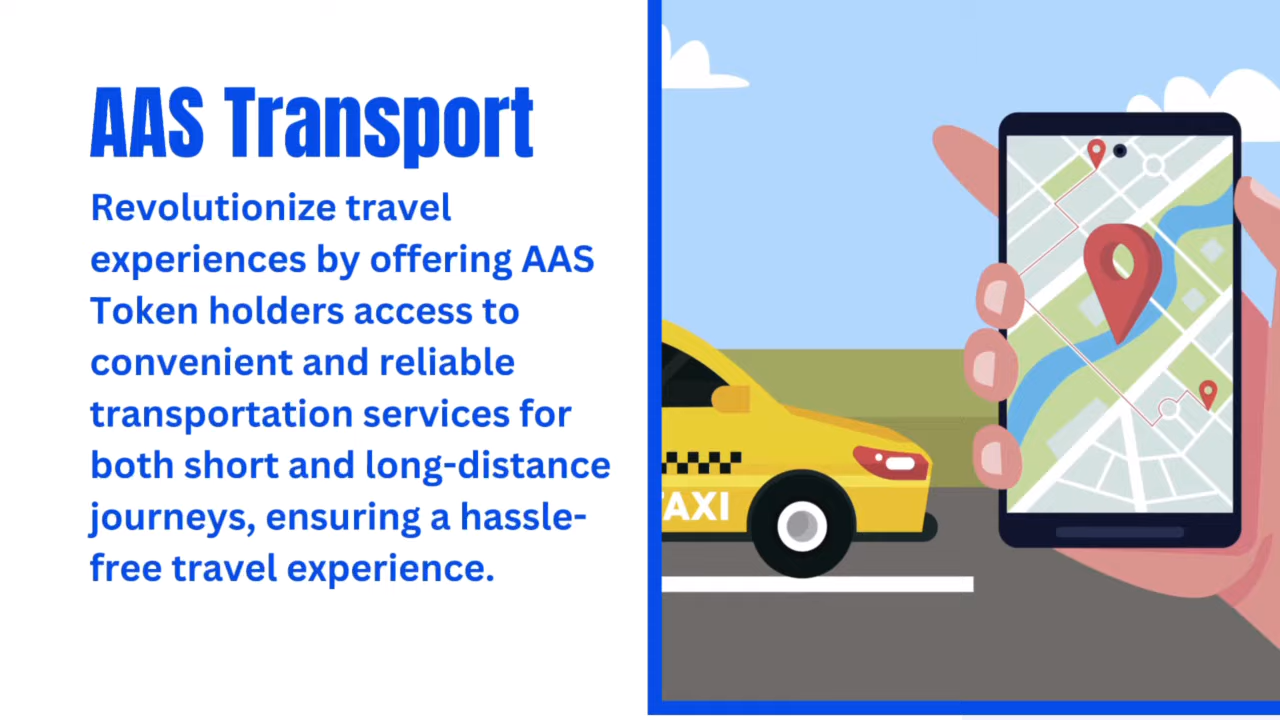 AAS Transport
Revolutionize travel
experiences by offering AAS
Token holders access to
convenient and reliable
transportation services for
both short and long-distance
journeys, ensuring a hassle-
free travel experience.
TAXI